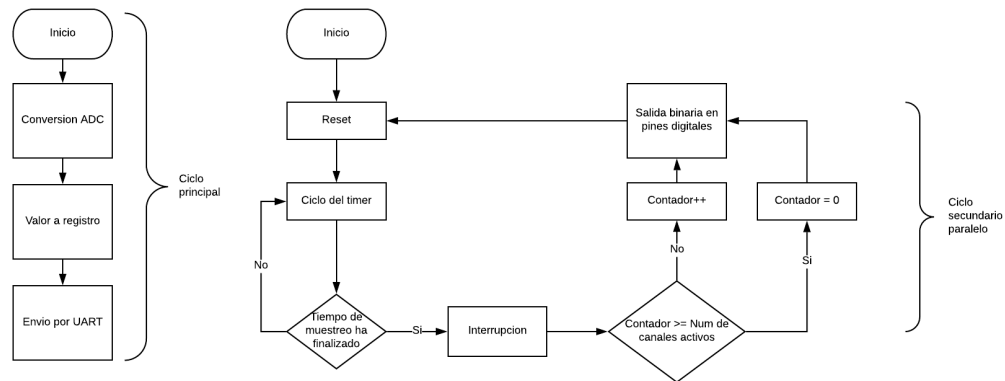 Inicio
Conversion ADC
Valor a registro
Envio por UART
Ciclo
principal
Inicio
Reset
Ciclo del timer
No
Tiempo de
muestreo ha
finalizado
Si
Interrupcion
Contador >= Num de
canales activos
No
Si
Contador++
Contador = 0
Salida binaria en
pines digitales
Ciclo
secundario
paralelo